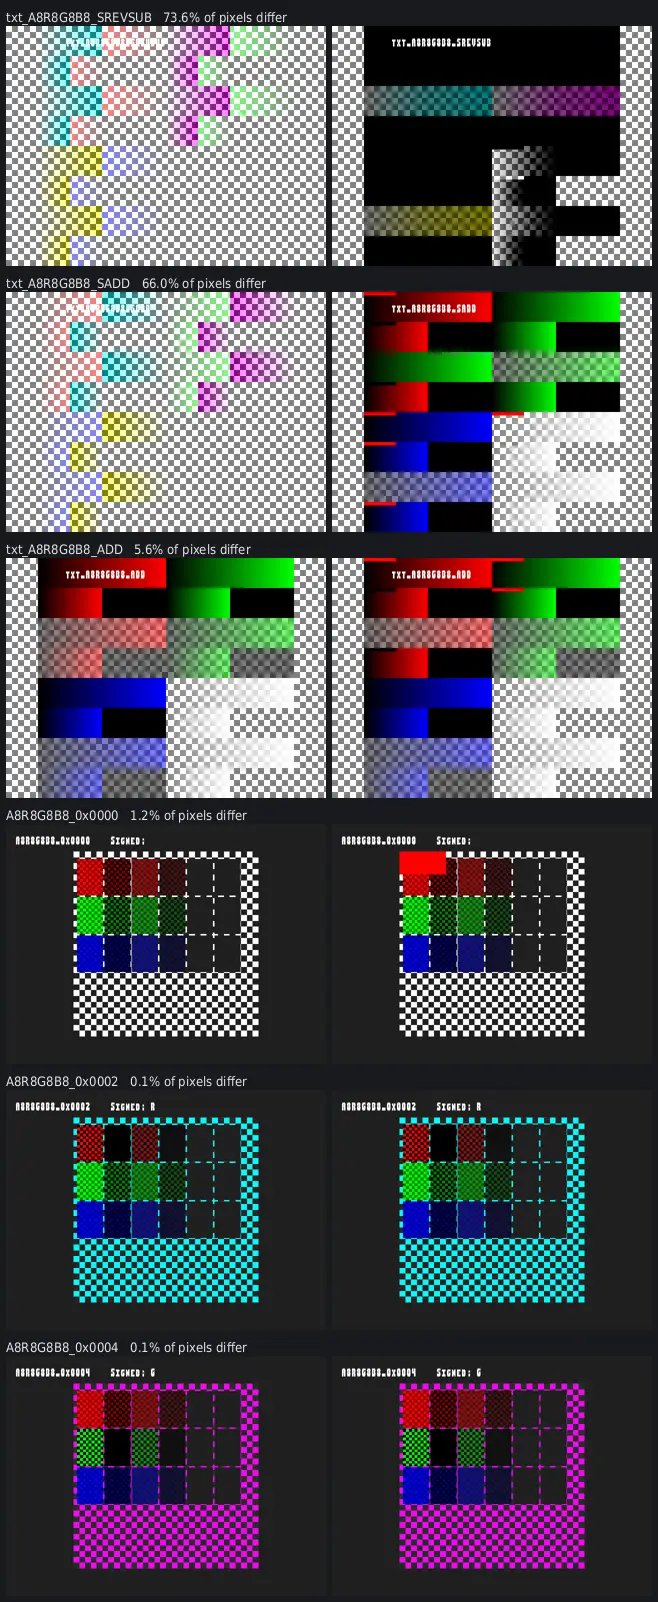 txt_A8R8G8B8_SREVSUB 73.6% of pixels differ
TXT_A8R8G8B8_SREVSUB
txt_A8R8G8B8_SADD 66.0% of pixels differ
TXT_A8R8G8B8_SADD
txt_A8R8G8B8_ADD 5.6% of pixels differ
TXT_A8R8G8B8_ADD TXT_A8R8G8B8_ADD
A8R8G8B8_0x0000 1.2% of pixels differ
A8R8G8B8_0x0000 Signed: A8R8G8B8_0x0000 Signed:
A8R8G8B8_0x0002 0.1% of pixels differ
A8R8G8B8_0x0002 Signed: R A8R8G8B8_0x0002 Signed: R
A8R8G8B8_0x0004 0.1% of pixels differ
A8R8G8B8_0x0004 Signed: G A8R8G8B8_0x0004 Signed: G